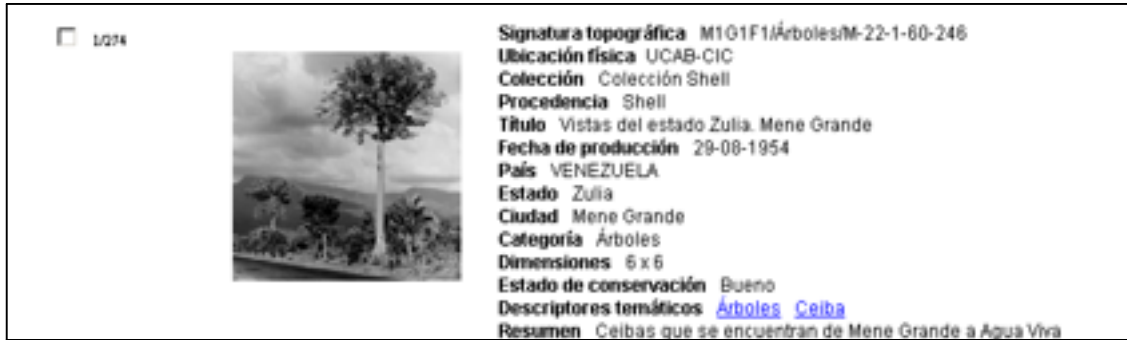 1/274
Signatura topográfica M1G1F1/Árboles/M-22-1-60-246
Ubicación física UCAB-CIC
Colección Colección Shell
Procedencia Shell
Título Vistas del estado Zulia. Mene Grande
Fecha de producción 29-08-1954
País VENEZUELA
Estado Zulia
Ciudad Mene Grande
Categoría Árboles
Dimensiones 6 x 6
Estado de conservación Bueno
Descriptores temáticos Árboles Ceiba
Resumen Ceibas que se encuentran de Mene Grande a Agua Viva